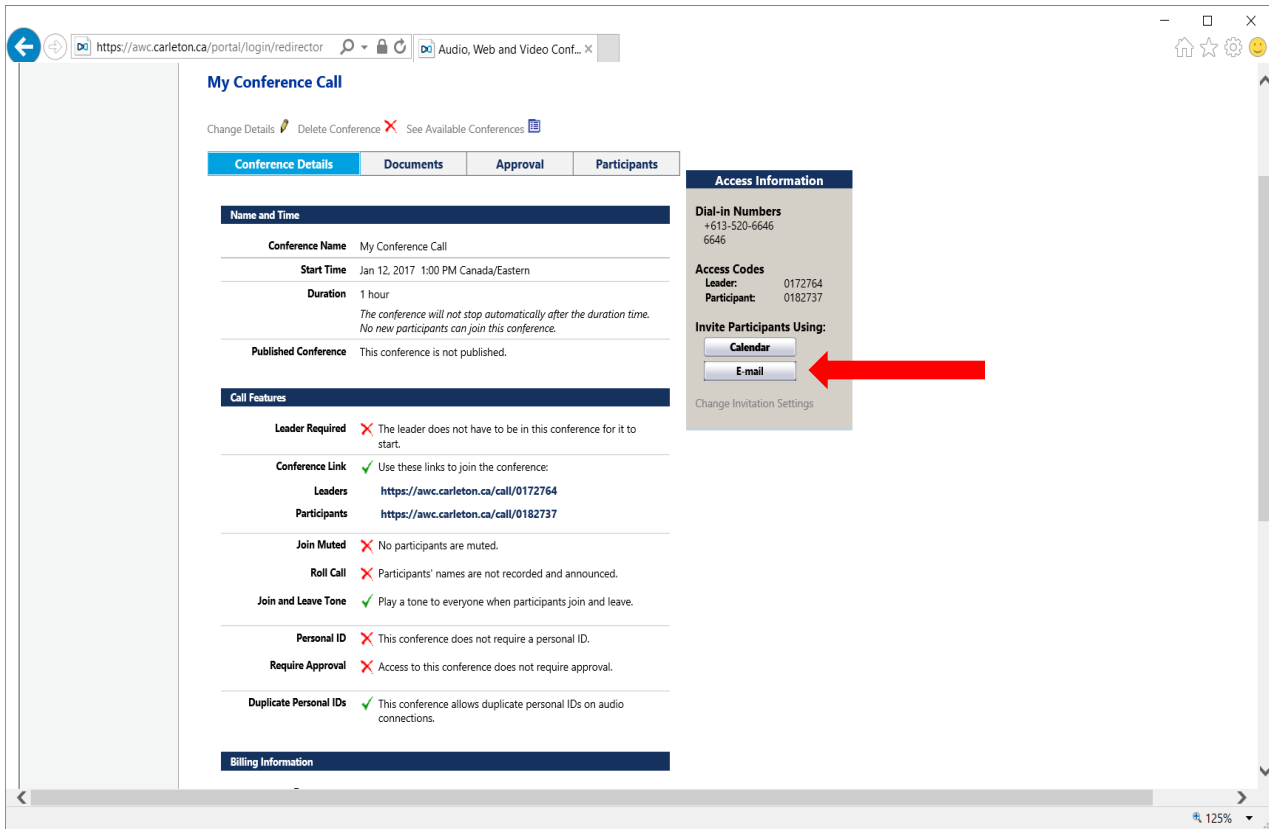 https://awc.carleton.ca/portal/login/redirector
Audio, Web and Video Conf...
My Conference Call
Change Details Delete Conference See Available Conferences
Conference Details Documents Approval Participants
Name and Time
Conference Name My Conference Call
Start Time Jan 12, 2017 1:00 PM Canada/Eastern
Duration 1 hour
The conference will not stop automatically after the duration time.
No new participants can join this conference.
Published Conference This conference is not published.
Call Features
Leader Required The leader does not have to be in this conference for it to
start.
Conference Link Use these links to join the conference:
Leaders https://awc.carleton.ca/call/0172764
Participants https://awc.carleton.ca/call/0182737
Join Muted No participants are muted.
Roll Call Participants' names are not recorded and announced.
Join and Leave Tone Play a tone to everyone when participants join and leave.
Personal ID This conference does not require a personal ID.
Require Approval Access to this conference does not require approval.
Duplicate Personal IDs This conference allows duplicate personal IDs on audio
connections.
Billing Information
Access Information
Dial-in Numbers
+613-520-6646
6646
Access Codes
Leader: 0172764
Participant: 0182737
Invite Participants Using:
Calendar
E-mail
Change Invitation Settings
125%